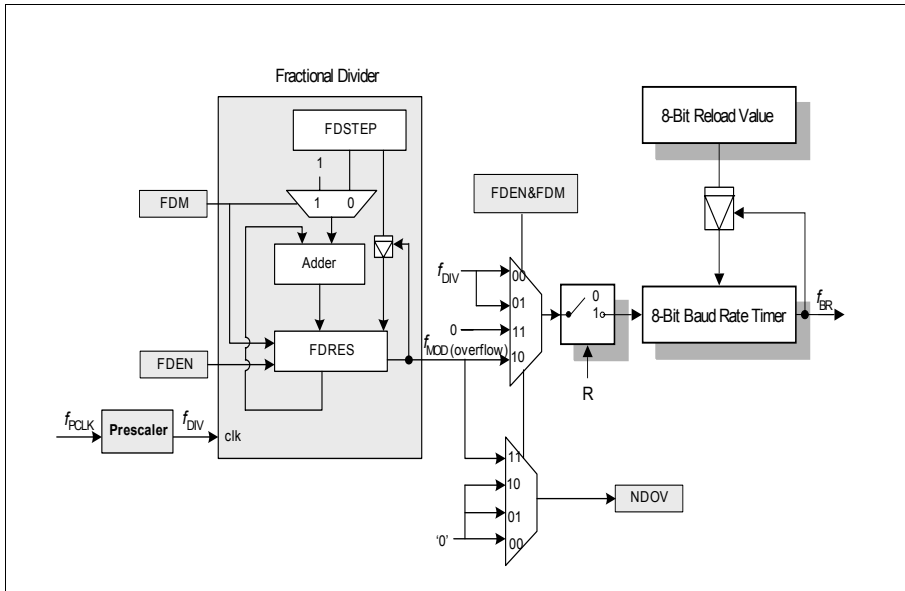 Fractional Divider
FDSTEP
8-Bit Reload Value
1
FDM
1 0
FDEN&FDM
Adder
fDIV
00
01
0
11
10
0
1
8-Bit Baud Rate Timer
fBR
FDRES
fMOD (overflow)
FDEN
R
fPCLK
Prescaler
fDIV
clk
11
10
01
00
‘0’
NDOV